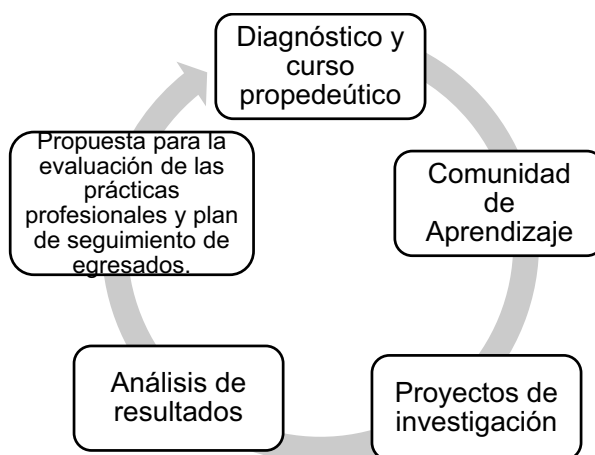 Diagnóstico y
curso
propedeútico
Comunidad
de
Aprendizaje
Proyectos de
investigación
Análisis de
resultados
Propuesta para la
evaluación de las
prácticas
profesionales y plan
de seguimiento de
egresados.